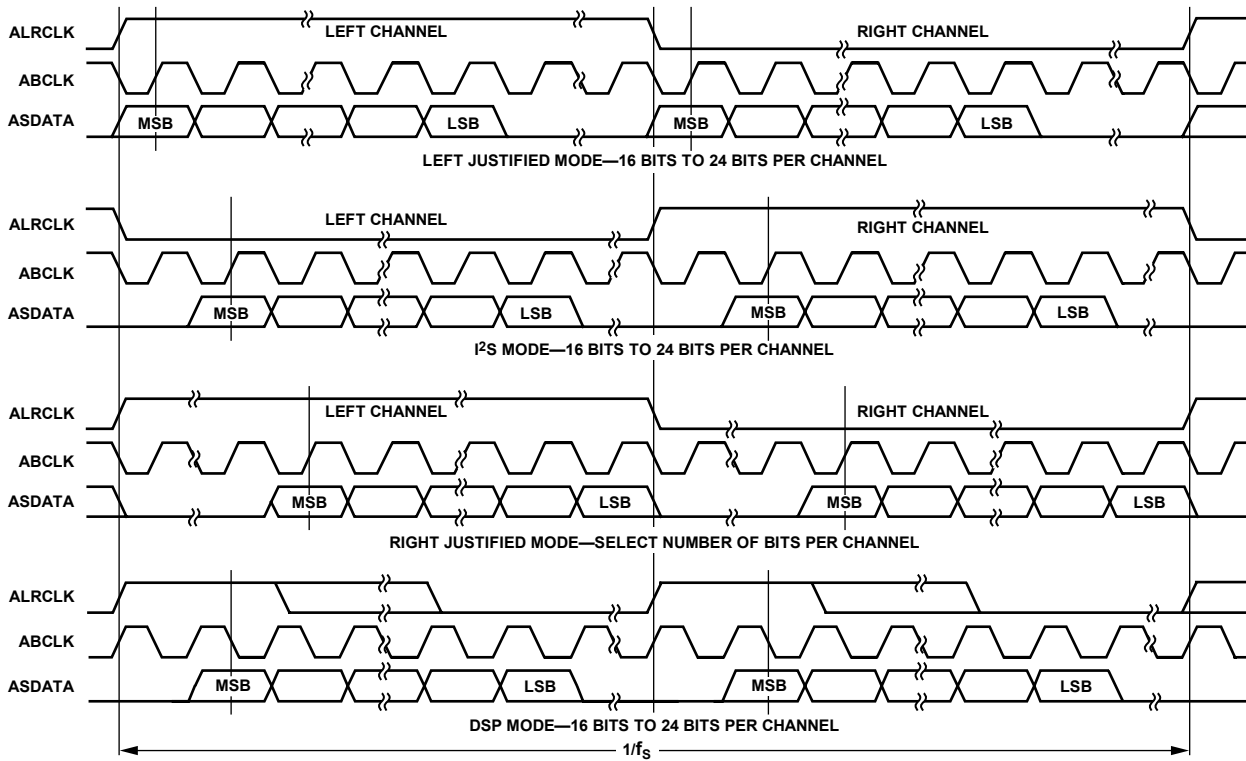 ALRCLK
LEFT CHANNEL
RIGHT CHANNEL
ABCLK
ASDATA
MSB
LSB
MSB
LSB
LEFT JUSTIFIED MODE—16 BITS TO 24 BITS PER CHANNEL
ALRCLK
LEFT CHANNEL
RIGHT CHANNEL
ABCLK
ASDATA
MSB
LSB
MSB
LSB
I²S MODE—16 BITS TO 24 BITS PER CHANNEL
ALRCLK
LEFT CHANNEL
RIGHT CHANNEL
ABCLK
ASDATA
MSB
LSB
MSB
LSB
RIGHT JUSTIFIED MODE—SELECT NUMBER OF BITS PER CHANNEL
ALRCLK
ABCLK
ASDATA
MSB
LSB
MSB
LSB
DSP MODE—16 BITS TO 24 BITS PER CHANNEL
1/fS